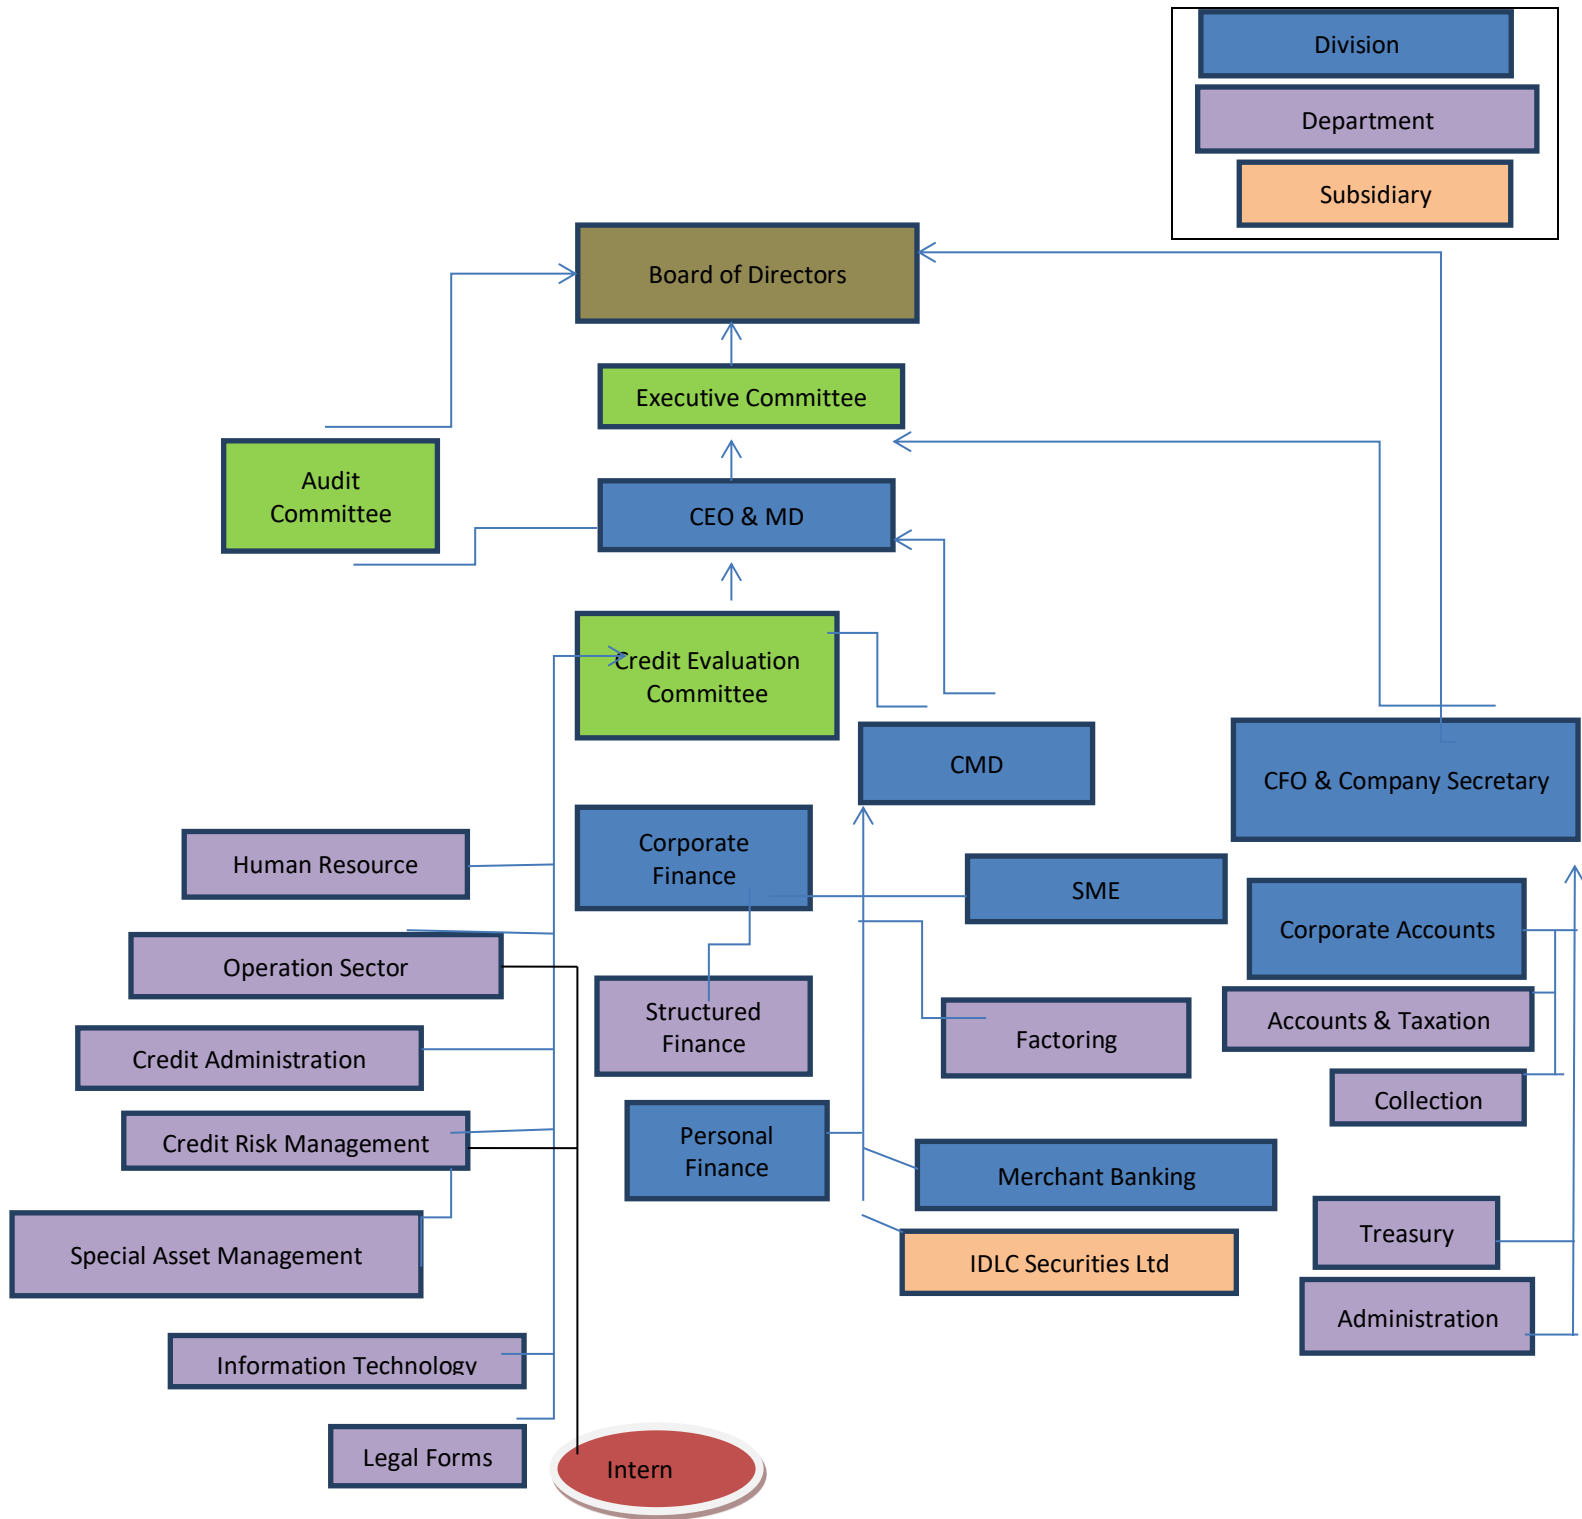 Division
Department
Subsidiary
Board of Directors
Executive Committee
Audit
Committee
CEO & MD
Credit Evaluation
Committee
CMD
CFO & Company Secretary
Corporate
Finance
Human Resource
SME
Corporate Accounts
Operation Sector
Structured
Finance
Accounts & Taxation
Factoring
Credit Administration
Collection
Credit Risk Management
Personal
Finance
Merchant Banking
Treasury
Special Asset Management
IDLC Securities Ltd
Administration
Information Technology
Legal Forms
Intern